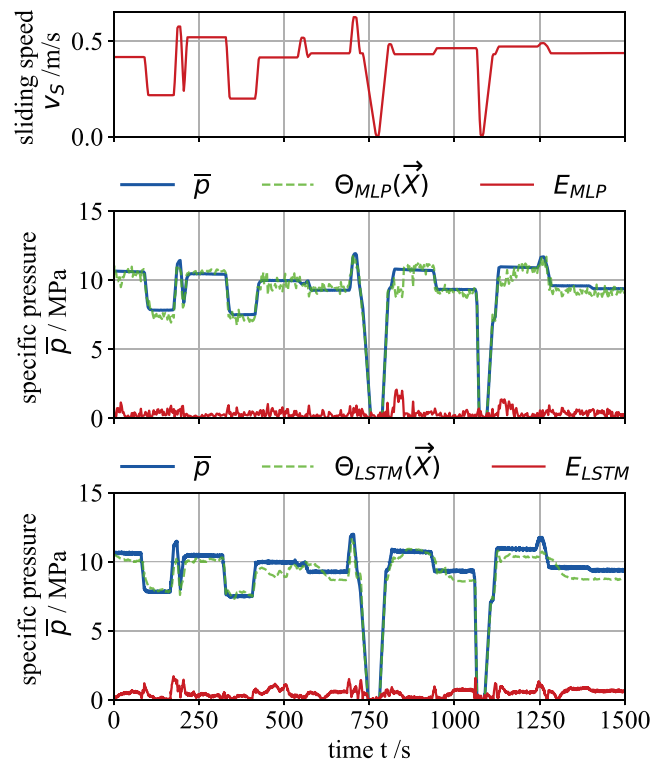 sliding speed
v_S /m/s
0.5
0.0
p̅ Θ_MLP(X⃗) E_MLP
specific pressure
p̅ / MPa
15
10
5
0
p̅ Θ_LSTM(X⃗) E_LSTM
specific pressure
p̅ / MPa
15
10
5
0
0 250 500 750 1000 1250 1500
time t /s